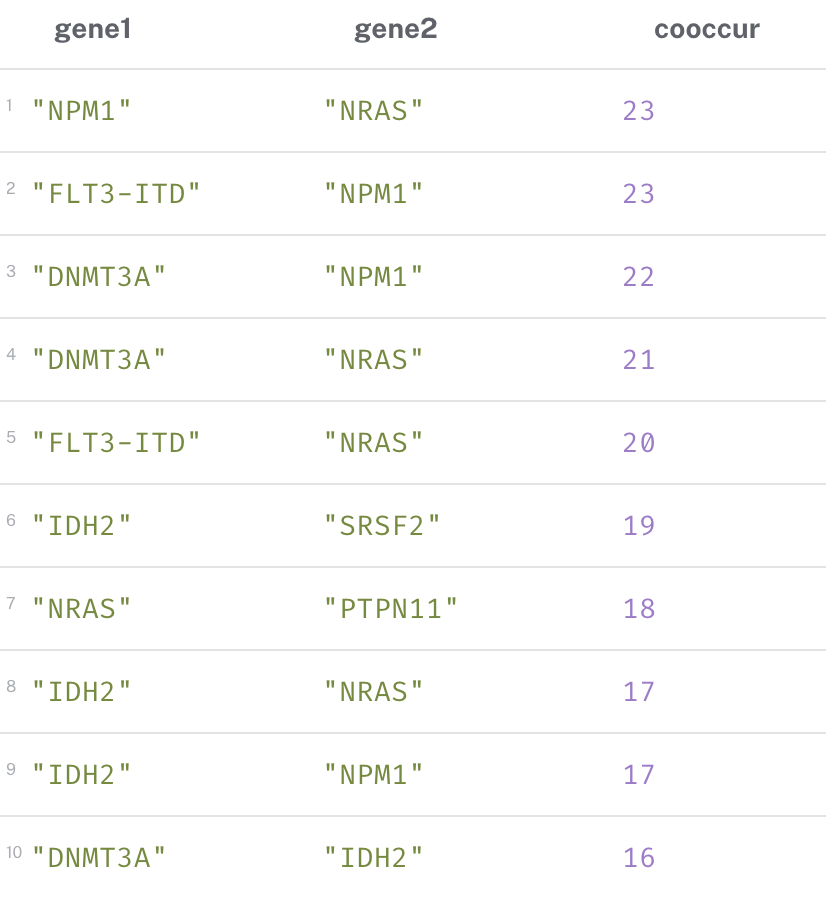 gene1 gene2 cooccur
1 "NPM1" "NRAS" 23
2 "FLT3-ITD" "NPM1" 23
3 "DNMT3A" "NPM1" 22
4 "DNMT3A" "NRAS" 21
5 "FLT3-ITD" "NRAS" 20
6 "IDH2" "SRSF2" 19
7 "NRAS" "PTPN11" 18
8 "IDH2" "NRAS" 17
9 "IDH2" "NPM1" 17
10 "DNMT3A" "IDH2" 16